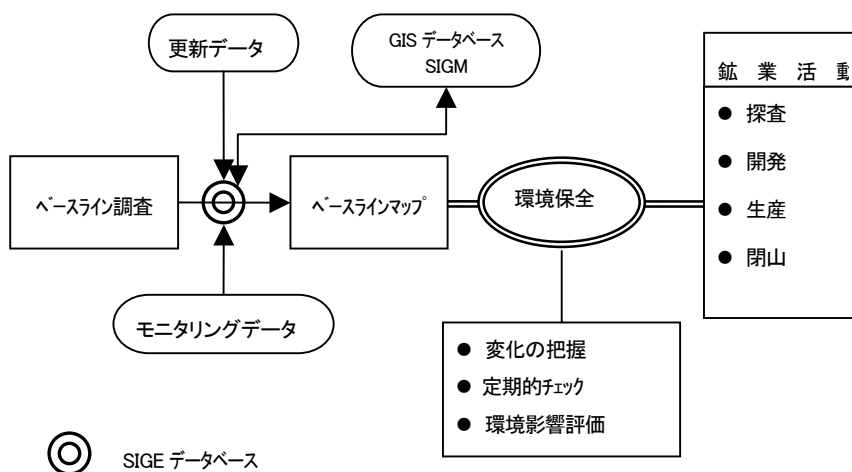 更新データ
GIS データベース
SIGM
鉱業活動
● 探査
● 開発
● 生産
● 閉山
ベースライン調査
ベースラインマップ
環境保全
モニタリングデータ
● 変化の把握
● 定期的チェック
● 環境影響評価
SIGE データベース